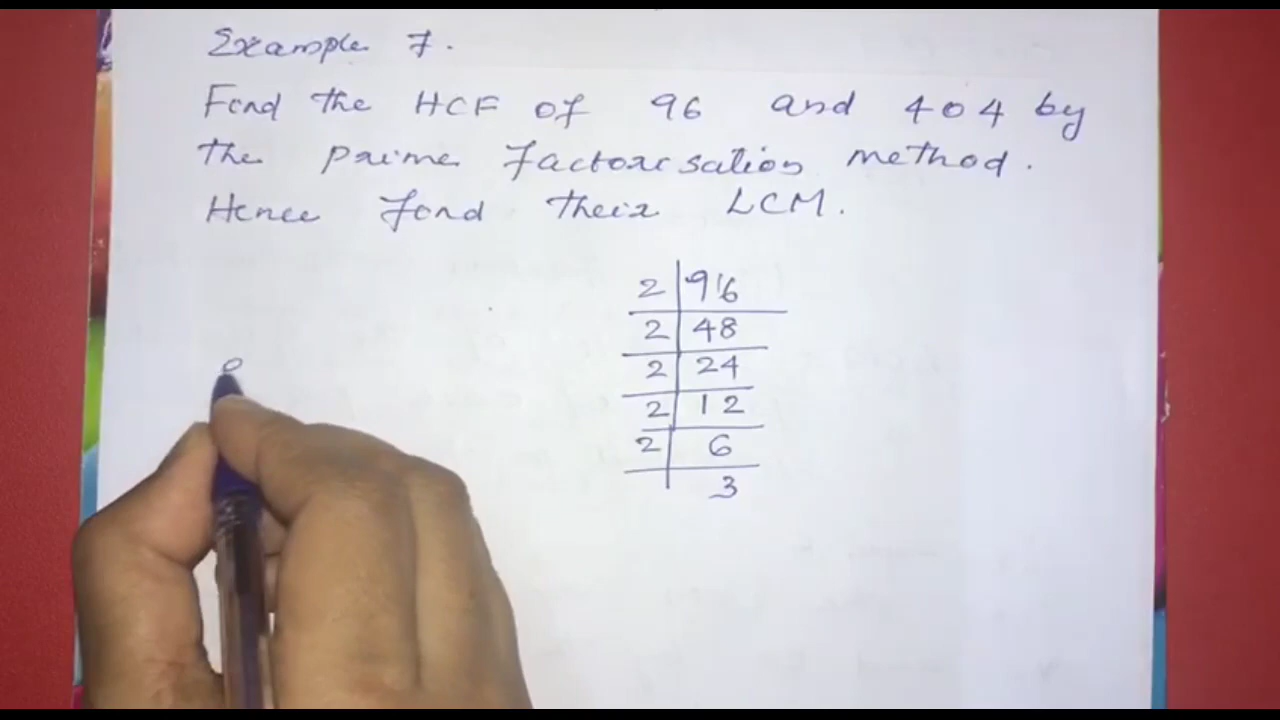 Example 7.
Find the HCF of 96 and 404 by
the prime factorisation method.
Hence find their LCM.
2 96
2 48
2 24
2 12
2 6
3